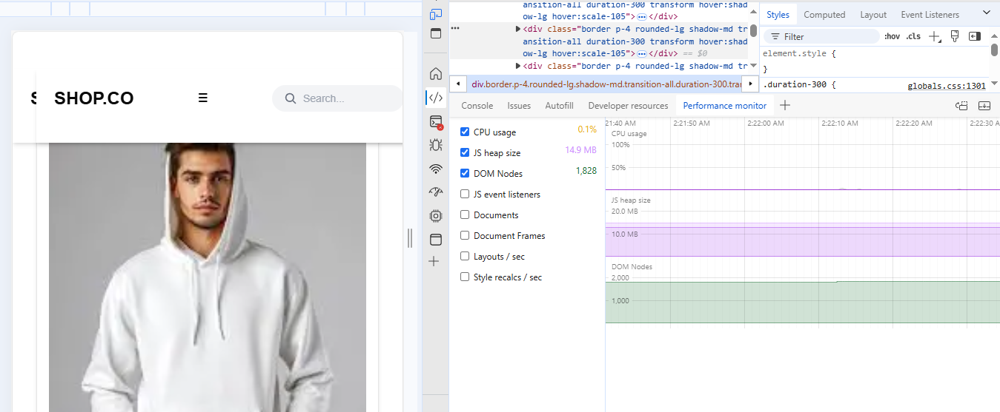 S SHOP.CO ☰ Search...
ansition-all duration-300 transform hover:shad
ow-lg hover:scale-105">…</div>
<div class="border p-4 rounded-lg shadow-md tr
ansition-all duration-300 transform hover:shad
ow-lg hover:scale-105">…</div> == $0
<div class="border p-4 rounded-lg shadow-md tr
div.border.p-4.rounded-lg.shadow-md.transition-all.duration-300.tran
Styles Computed Layout Event Listeners
Filter :hov .cls
element.style {
}
.duration-300 { globals.css:1301
Console Issues Autofill Developer resources Performance monitor
CPU usage 0.1%
JS heap size 14.9 MB
DOM Nodes 1,828
JS event listeners
Documents
Document Frames
Layouts / sec
Style recalcs / sec
21:40 AM 2:21:50 AM 2:22:00 AM 2:22:10 AM 2:22:20 AM 2:22:30 A
CPU usage
100%
50%
JS heap size
20.0 MB
10.0 MB
DOM Nodes
2,000
1,000